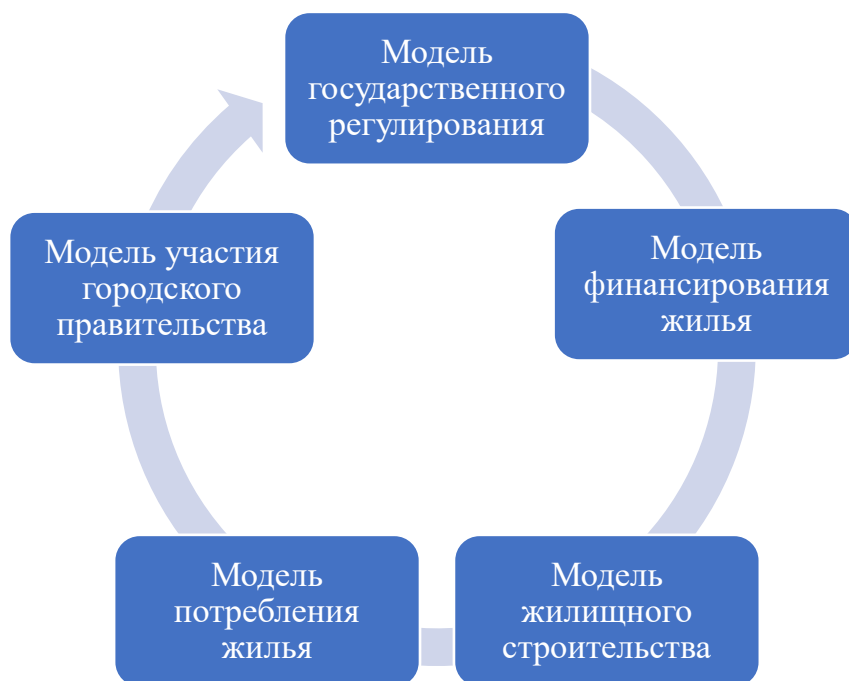 Модель
государственного
регулирования
Модель
финансирования
жилья
Модель
жилищного
строительства
Модель
потребления
жилья
Модель участия
городского
правительства